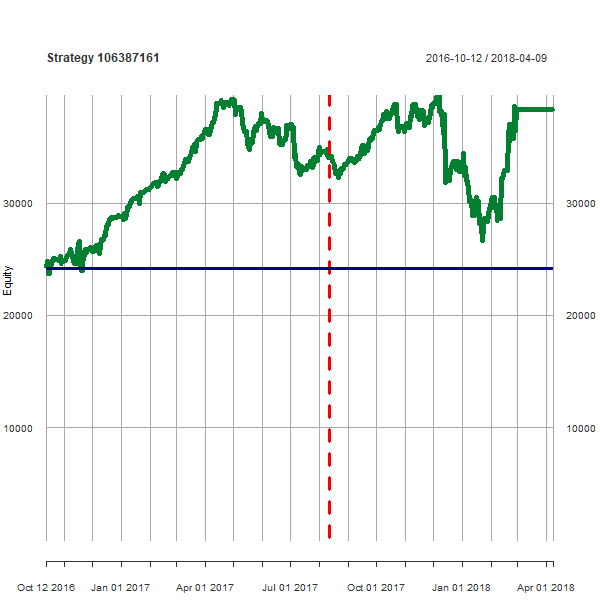 Strategy 106387161 2016-10-12 / 2018-04-09
30000 30000
Equity
20000 20000
10000 10000
Oct 12 2016 Jan 01 2017 Apr 01 2017 Jul 01 2017 Oct 01 2017 Jan 01 2018 Apr 01 2018